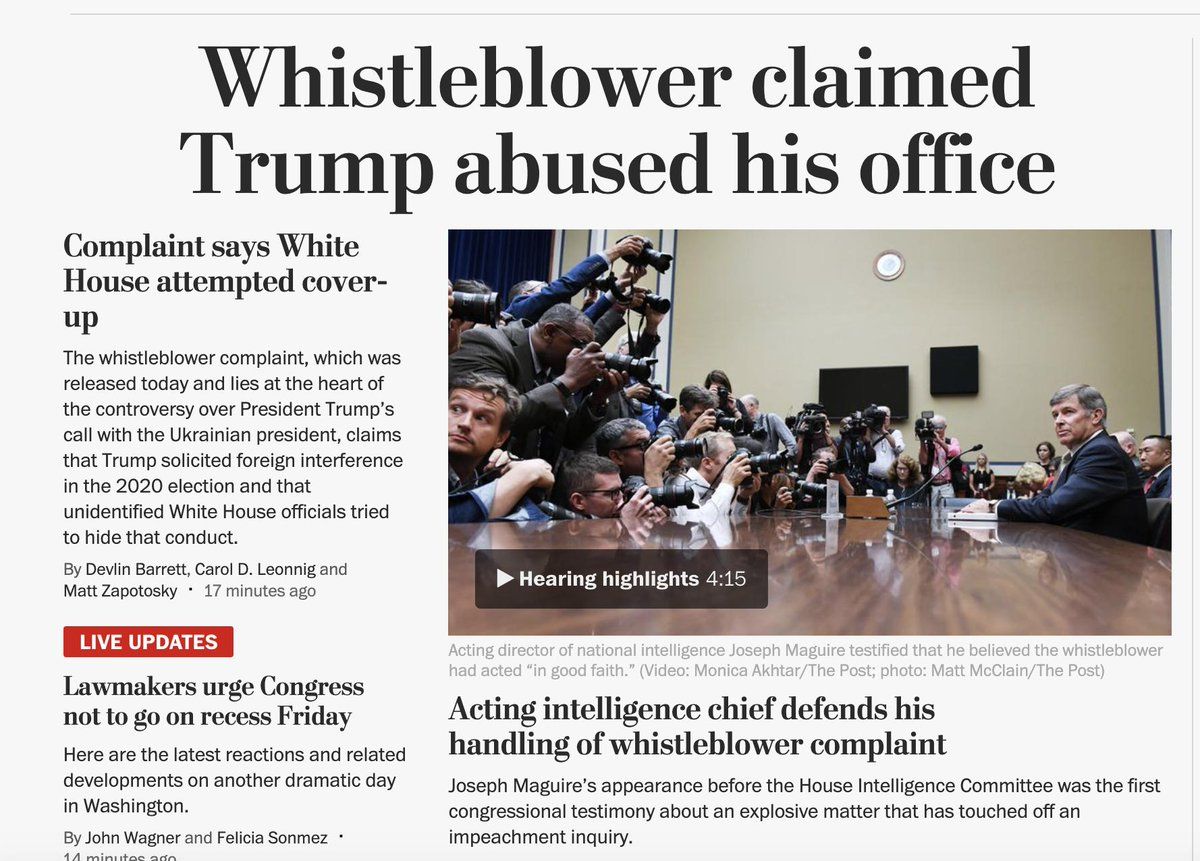 Whistleblower claimed
Trump abused his office
Complaint says White
House attempted cover-
up
The whistleblower complaint, which was
released today and lies at the heart of
the controversy over President Trump's
call with the Ukrainian president, claims
that Trump solicited foreign interference
in the 2020 election and that
unidentified White House officials tried
to hide that conduct.
By Devlin Barrett, Carol D. Leonnig and
Matt Zapotosky • 17 minutes ago
LIVE UPDATES
Lawmakers urge Congress
not to go on recess Friday
Here are the latest reactions and related
developments on another dramatic day
in Washington.
By John Wagner and Felicia Sonmez •
14 minutes ago
Hearing highlights 4:15
Acting director of national intelligence Joseph Maguire testified that he believed the whistleblower
had acted “in good faith.” (Video: Monica Akhtar/The Post; photo: Matt McClain/The Post)
Acting intelligence chief defends his
handling of whistleblower complaint
Joseph Maguire's appearance before the House Intelligence Committee was the first
congressional testimony about an explosive matter that has touched off an
impeachment inquiry.